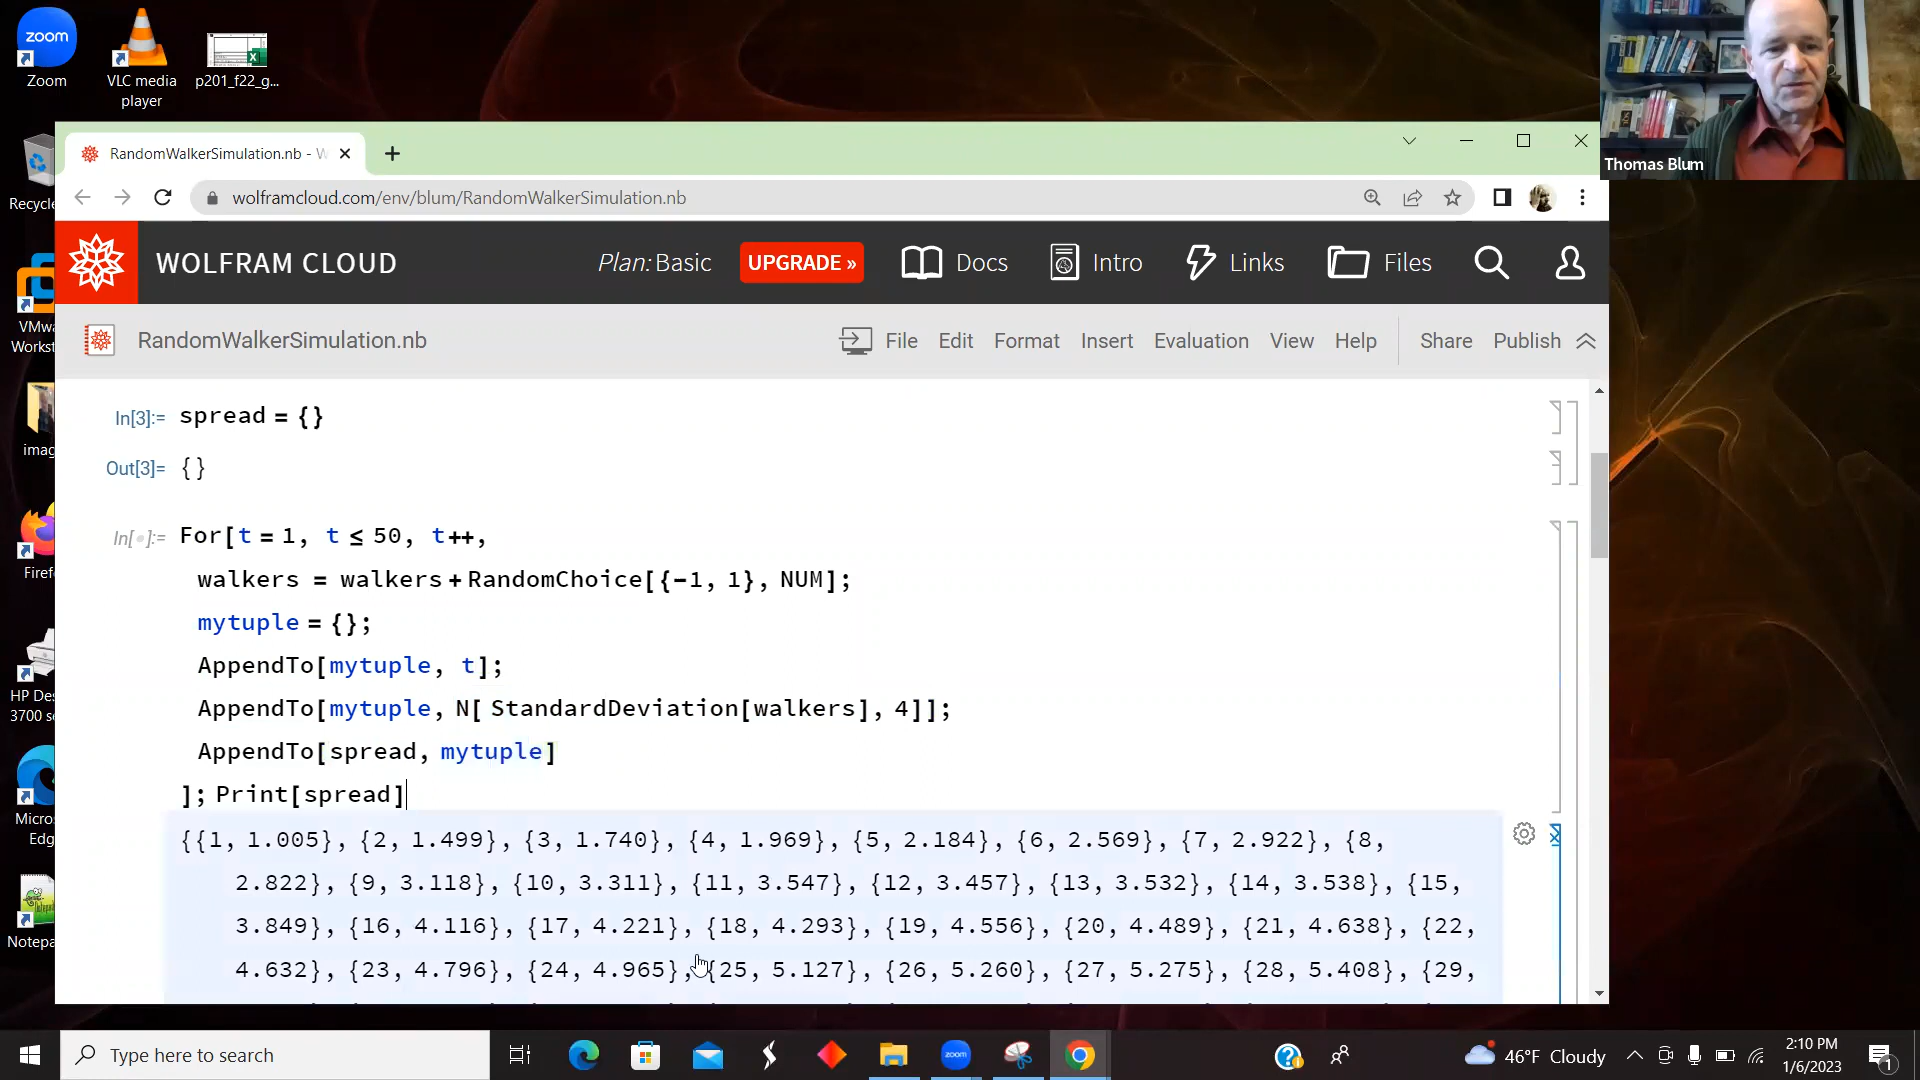 Zoom
VLC media player
p201_f22_g...
Recycle
VMwa
Workst
imag
Firef
HP Des
3700 se
Micros
Edg
Notepa
Thomas Blum
RandomWalkerSimulation.nb - W
wolframcloud.com/env/blum/RandomWalkerSimulation.nb
WOLFRAM CLOUD
Plan: Basic
UPGRADE »
Docs
Intro
Links
Files
RandomWalkerSimulation.nb
File Edit Format Insert Evaluation View Help Share Publish
In[3]:= spread = {}
Out[3]= {}
In[•]:= For[t = 1, t ≤ 50, t++,
walkers = walkers + RandomChoice[{-1, 1}, NUM];
mytuple = {};
AppendTo[mytuple, t];
AppendTo[mytuple, N[ StandardDeviation[walkers], 4]];
AppendTo[spread, mytuple]
]; Print[spread]
{{1, 1.005}, {2, 1.499}, {3, 1.740}, {4, 1.969}, {5, 2.184}, {6, 2.569}, {7, 2.922}, {8,
2.822}, {9, 3.118}, {10, 3.311}, {11, 3.547}, {12, 3.457}, {13, 3.532}, {14, 3.538}, {15,
3.849}, {16, 4.116}, {17, 4.221}, {18, 4.293}, {19, 4.556}, {20, 4.489}, {21, 4.638}, {22,
4.632}, {23, 4.796}, {24, 4.965}, {25, 5.127}, {26, 5.260}, {27, 5.275}, {28, 5.408}, {29,
Type here to search
46°F Cloudy
2:10 PM
1/6/2023
1